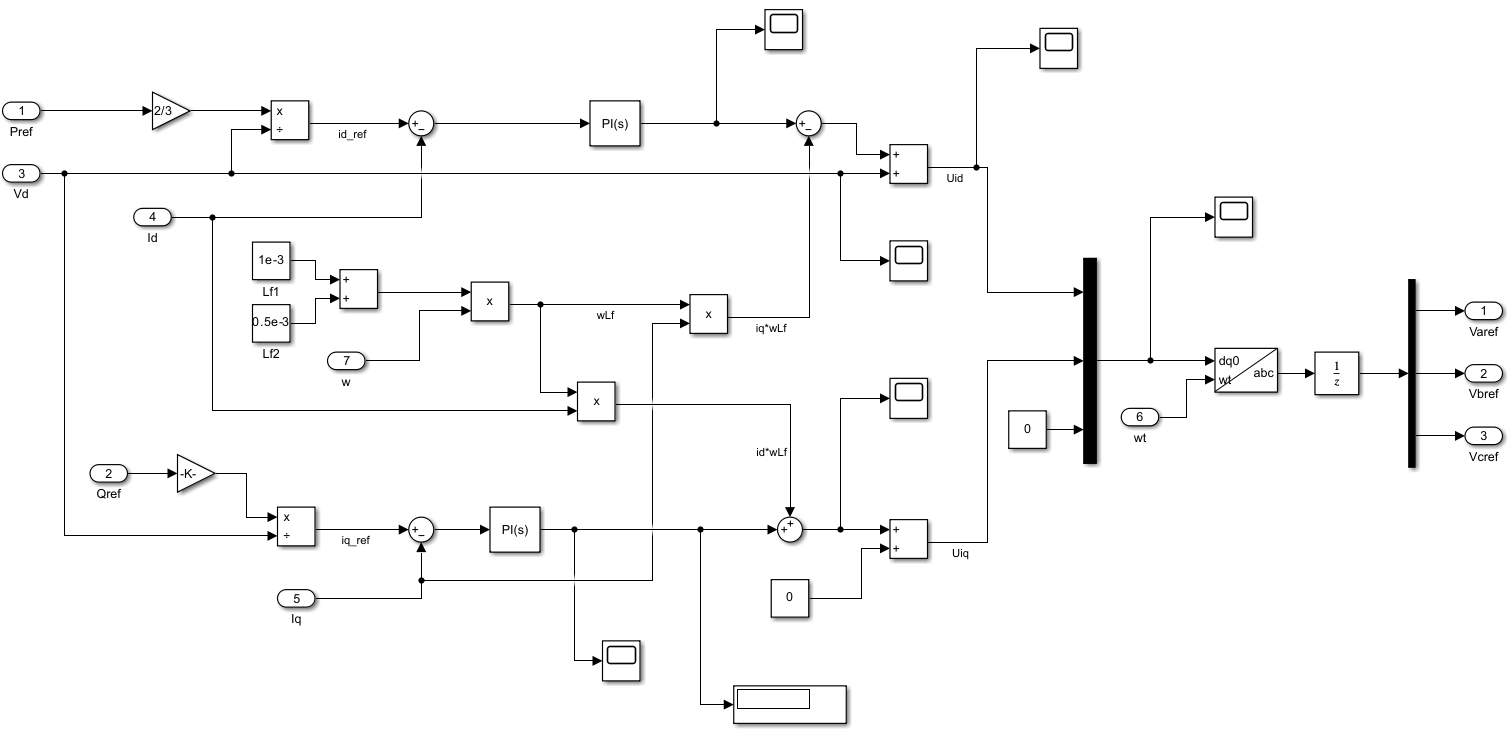 1
Pref
2/3
x
÷
id_ref
+
−
PI(s)
+
−
+
+
Uid
3
Vd
4
Id
1e-3
Lf1
0.5e-3
Lf2
+
+
x
wLf
x
iq*wLf
7
w
x
id*wLf
2
Qref
-K-
x
÷
iq_ref
+
−
PI(s)
+
+
+
+
Uiq
0
5
Iq
0
dq0
wt
abc
6
wt
1
z
1
Varef
2
Vbref
3
Vcref